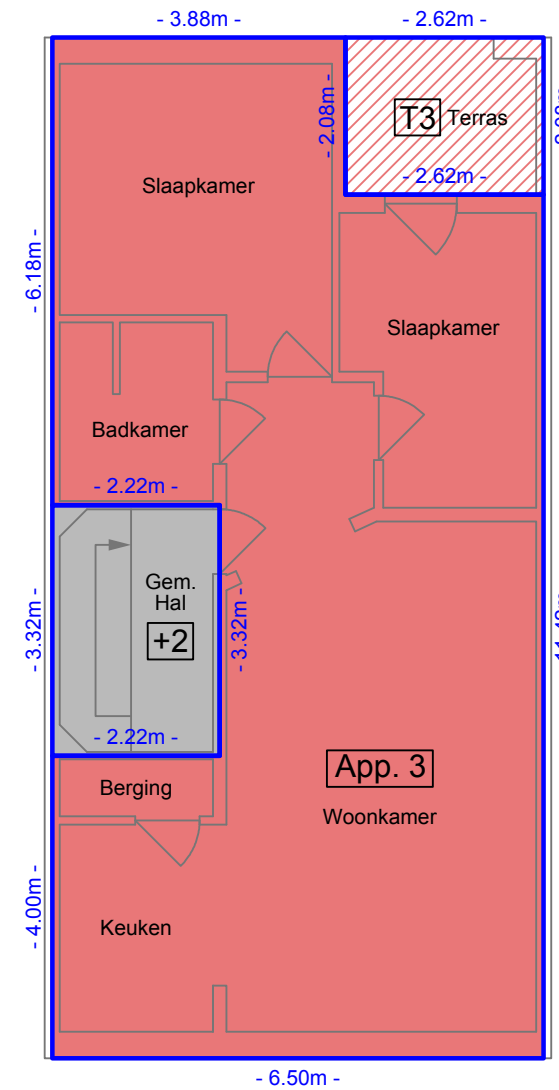 - 3.88m -
- 2.62m -
- 2.08m -
T3
Terras
- 2.62m -
Slaapkamer
- 6.18m -
Slaapkamer
Badkamer
- 2.22m -
Gem.
Hal
+2
- 3.32m -
- 3.32m -
- 2.22m -
App. 3
Berging
Woonkamer
- 4.00m -
Keuken
- 6.50m -